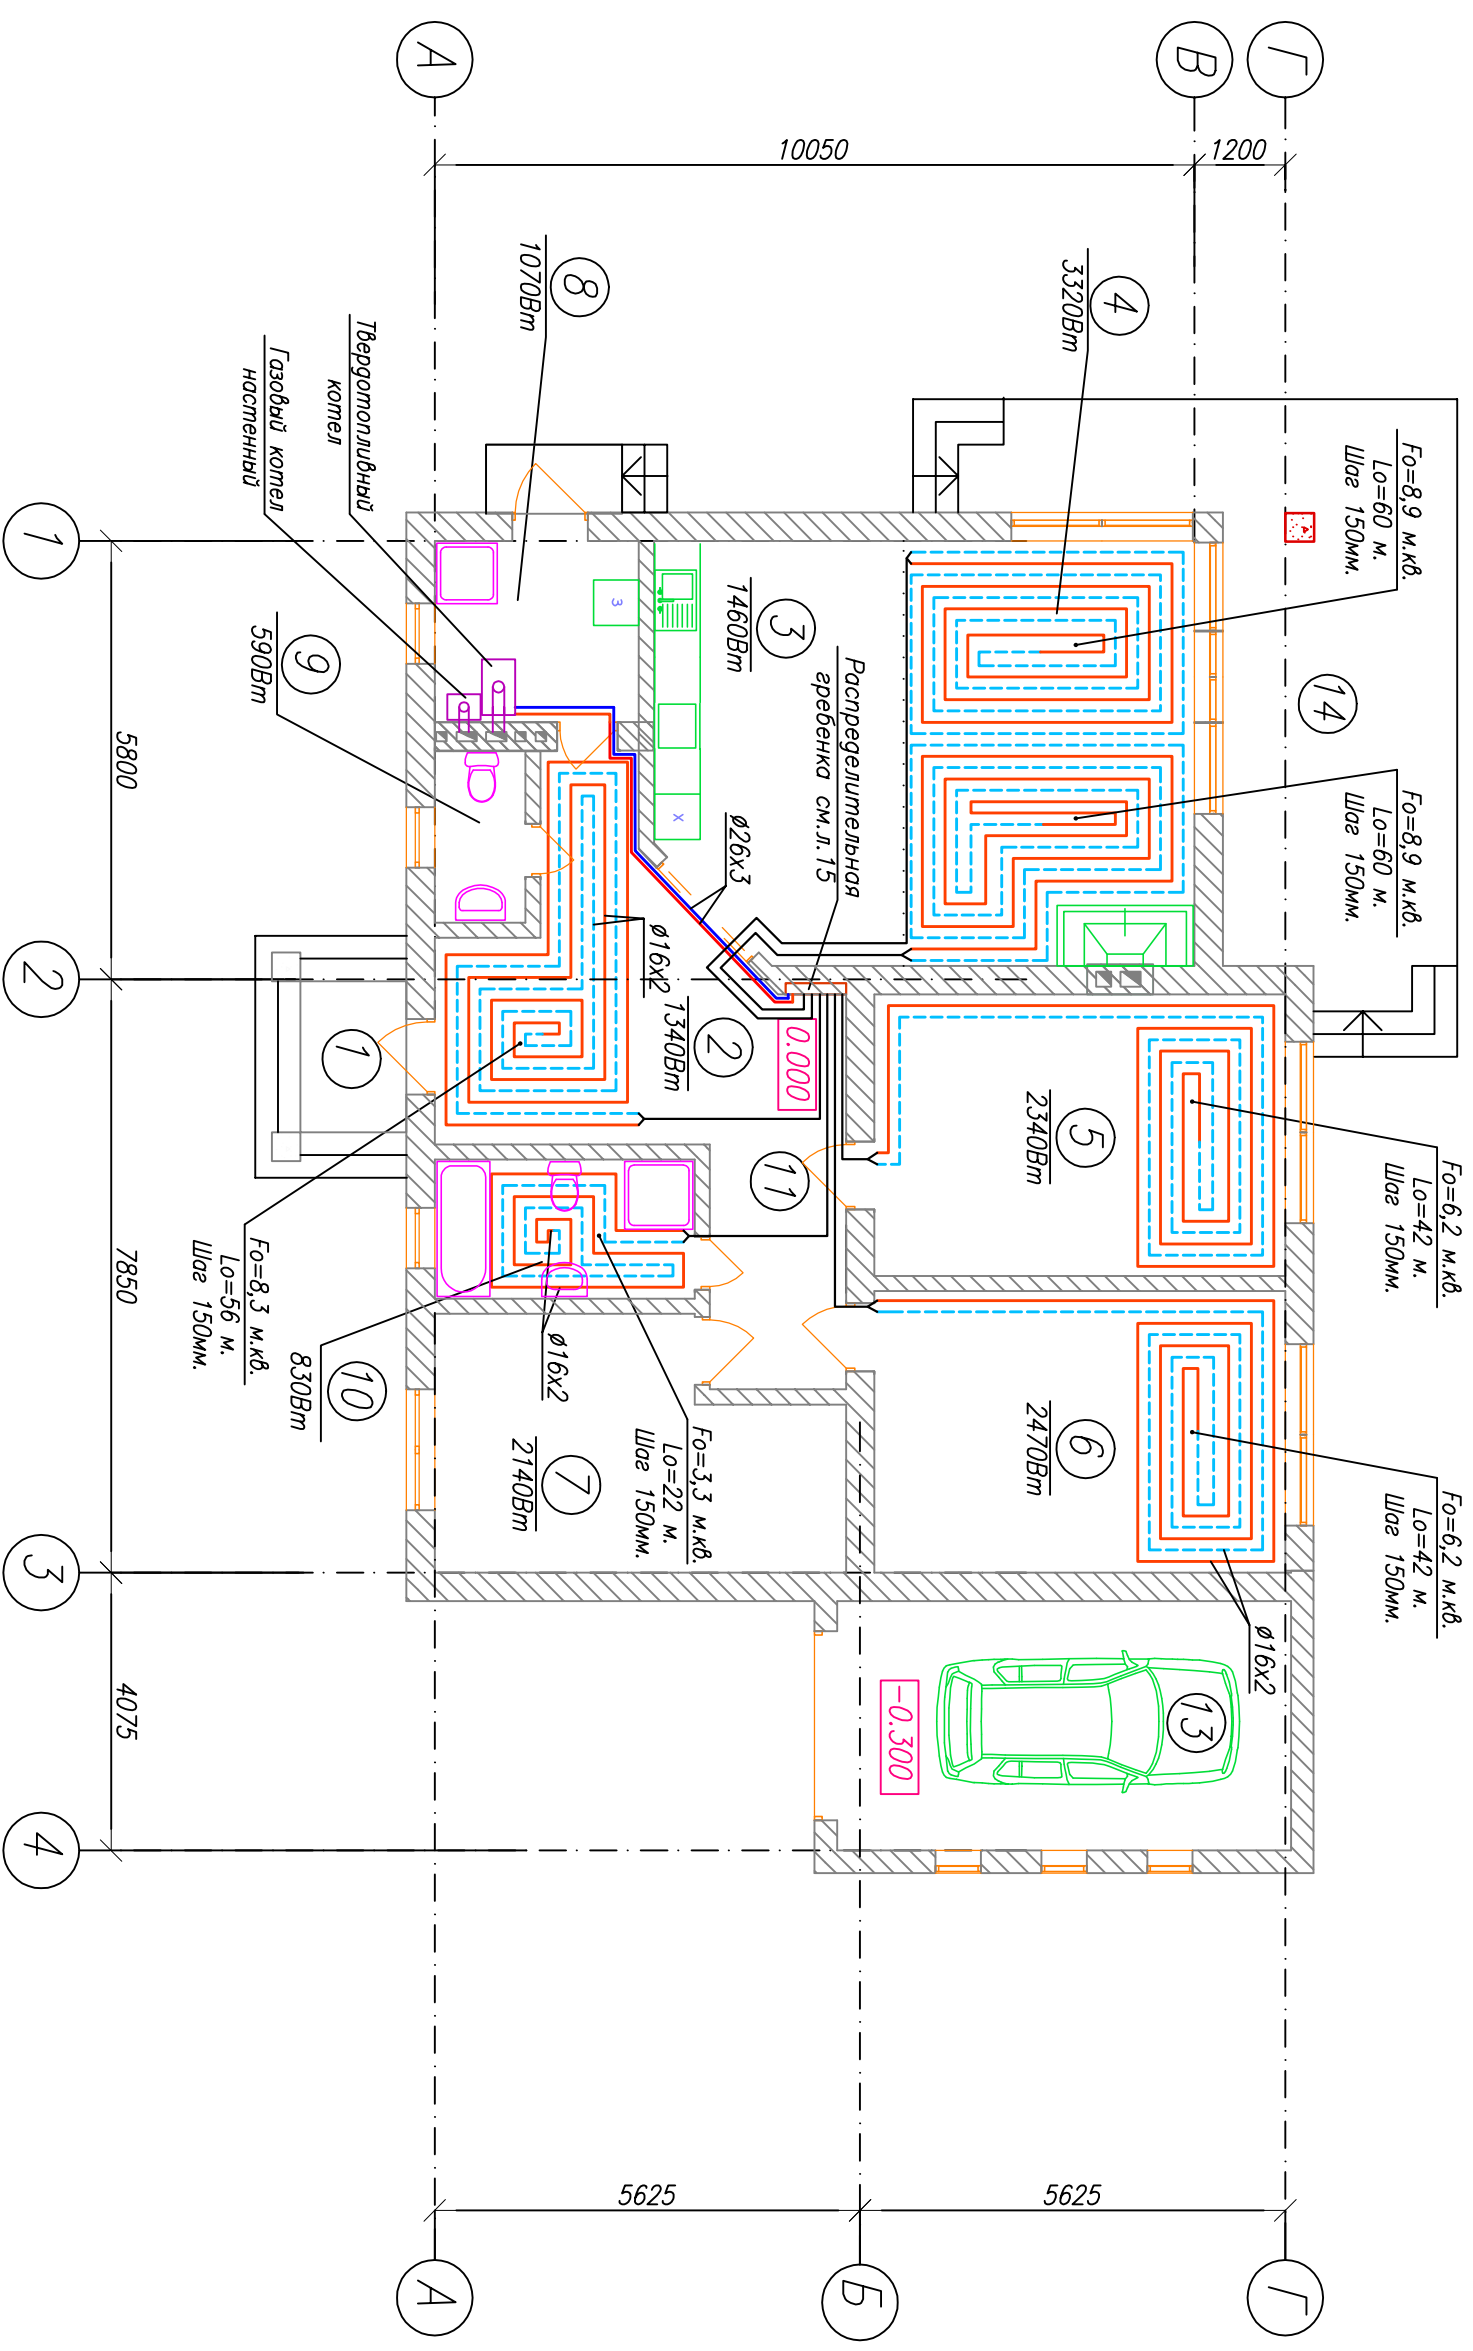 А
В
Г
10050
1200
8
1070Вт
4
3320Вт
Fo=8,9 м.кв.
Lo=60 м.
Шаг 150мм.
Твердотопливный
котел
Газовый котел
настенный
1
9
590Вт
З
3
1460Вт
Распределительная
гребенка см.л.15
14
Fo=8,9 м.кв.
Lo=60 м.
Шаг 150мм.
5800
Х
ø26х3
ø16х2
2
1
2
1340Вт
0.000
11
5
2340Вт
Fo=6,2 м.кв.
Lo=42 м.
Шаг 150мм.
7850
Fo=8,3 м.кв.
Lo=56 м.
Шаг 150мм.
10
830Вт
ø16х2
7
2140Вт
Fo=3,3 м.кв.
Lo=22 м.
Шаг 150мм.
6
2470Вт
Fo=6,2 м.кв.
Lo=42 м.
Шаг 150мм.
ø16х2
3
4075
-0.300
13
4
5625
5625
А
Б
Г